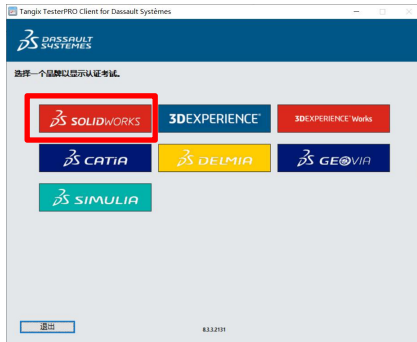 Tangix TesterPRO Client for Dassault Systèmes
DASSAULT
SYSTEMES
选择一个品牌以显示认证考试。
SOLIDWORKS
3DEXPERIENCE
3DEXPERIENCE Works
CATIA
DELMIA
GEOVIA
SIMULIA
退出
8.3.3.2131